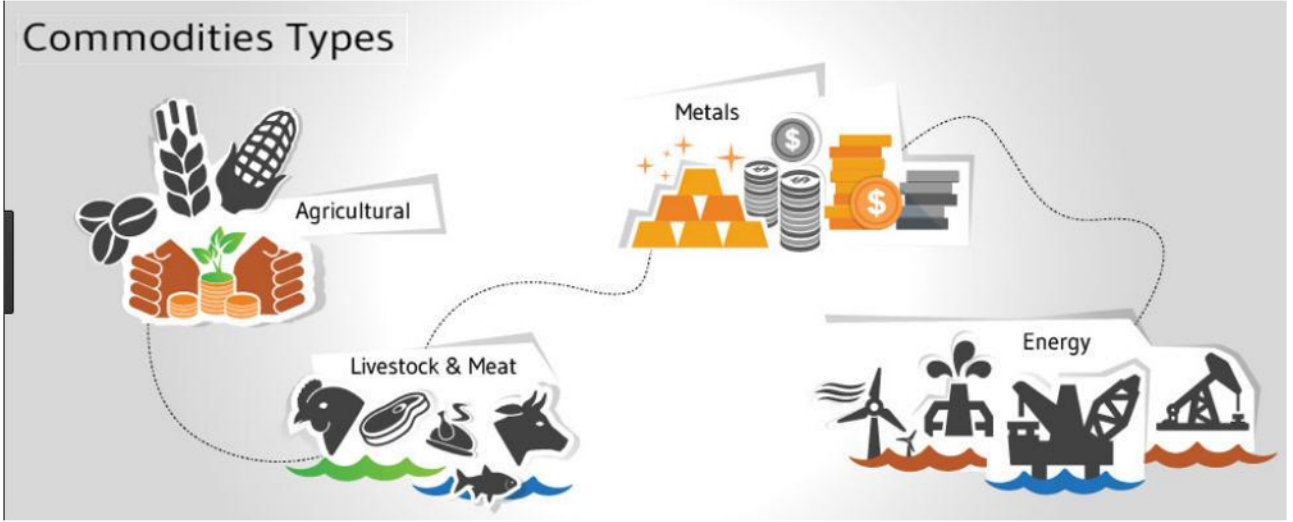 Commodities Types
Metals
$
$
Agricultural
Livestock & Meat
Energy